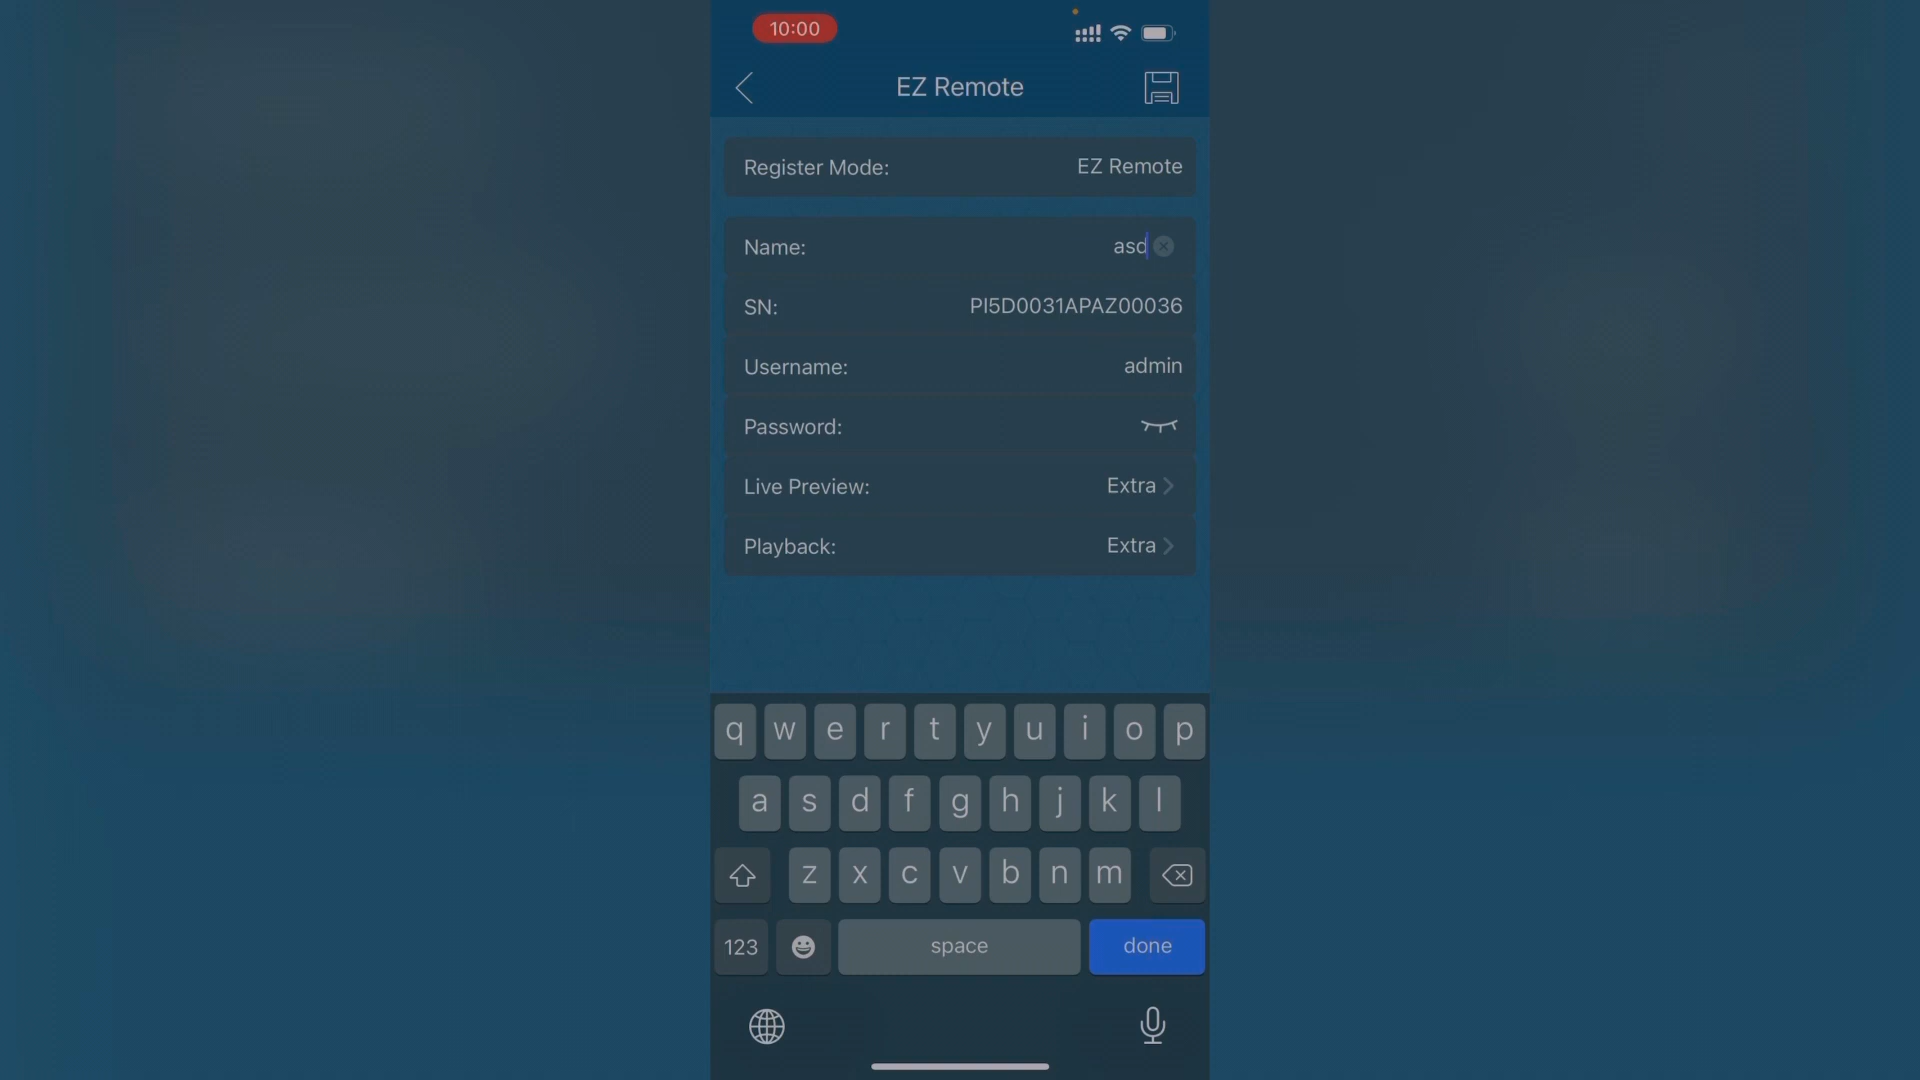 10:00
EZ Remote
Register Mode: EZ Remote
Name: asd
SN: PI5D0031APAZ00036
Username: admin
Password:
Live Preview: Extra
Playback: Extra
q w e r t y u i o p
a s d f g h j k l
z x c v b n m
123 space done